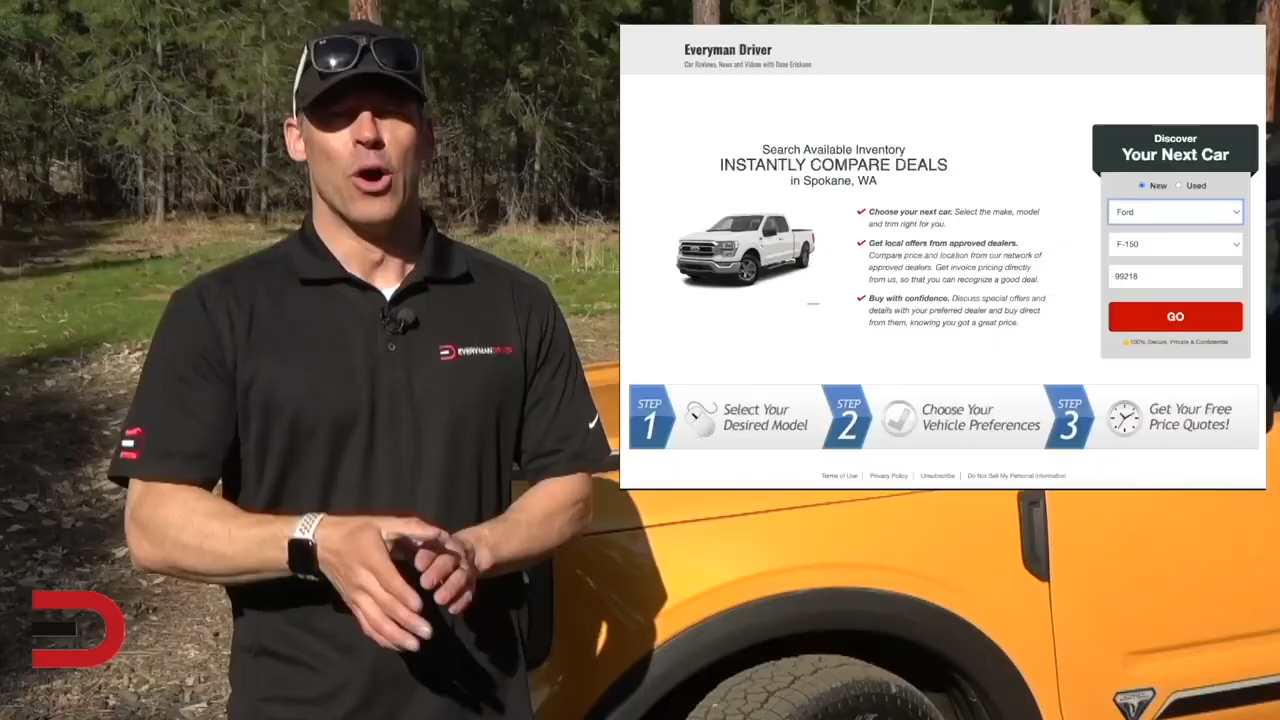 Everyman Driver
Car Reviews, News and Videos with Dave Erickson
Search Available Inventory
INSTANTLY COMPARE DEALS
in Spokane, WA
Choose your next car. Select the make, model
and trim right for you.
Get local offers from approved dealers.
Compare price and location from our network of
approved dealers. Get invoice pricing directly
from us, so that you can recognize a good deal.
Buy with confidence. Discuss special offers and
details with your preferred dealer and buy direct
from them, knowing you got a great price.
Discover
Your Next Car
New Used
Ford
F-150
99218
GO
100% Secure, Private & Confidential
STEP 1
Select Your
Desired Model
STEP 2
Choose Your
Vehicle Preferences
STEP 3
Get Your Free
Price Quotes!
Terms of Use | Privacy Policy | Unsubscribe | Do Not Sell My Personal Information
EVERYMAN DRIVER